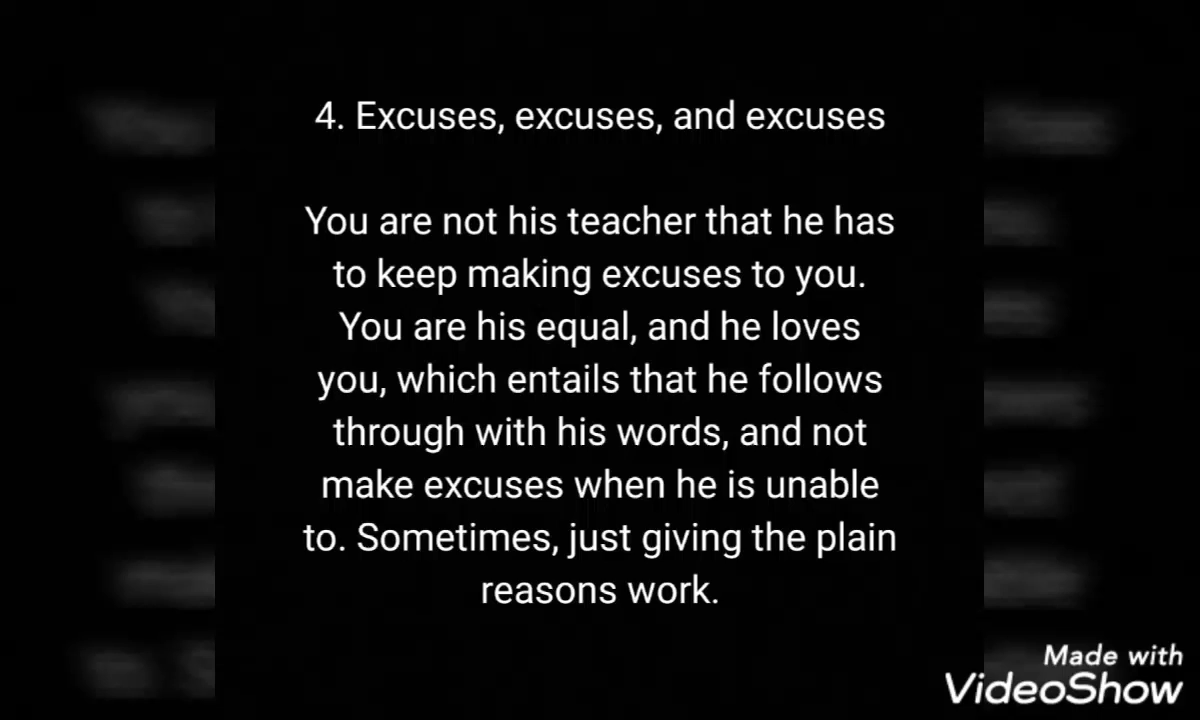 4. Excuses, excuses, and excuses
You are not his teacher that he has
to keep making excuses to you.
You are his equal, and he loves
you, which entails that he follows
through with his words, and not
make excuses when he is unable
to. Sometimes, just giving the plain
reasons work.
Made with
VideoShow